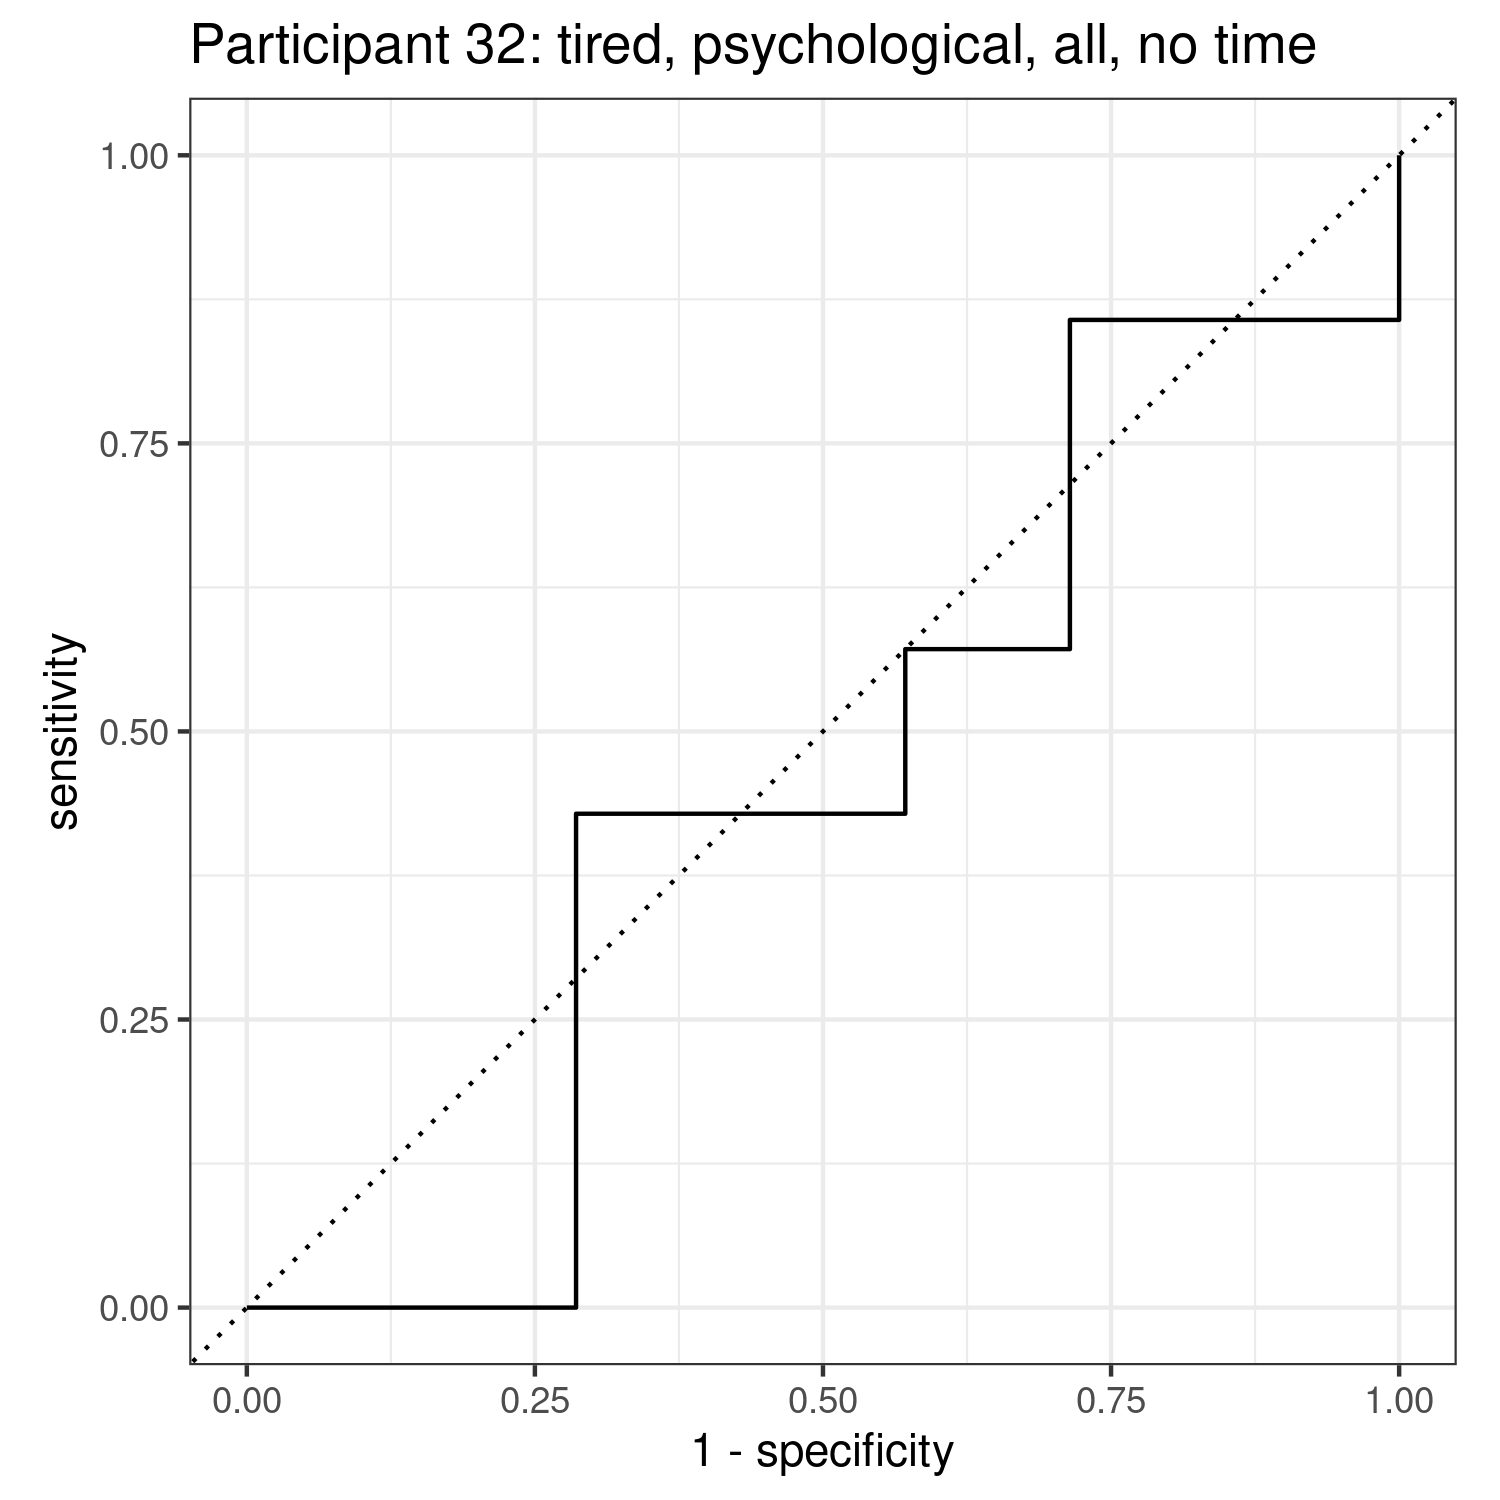 Participant 32: tired, psychological, all, no time
1.00
0.75
0.50
0.25
0.00
sensitivity
0.00 0.25 0.50 0.75 1.00
1 - specificity